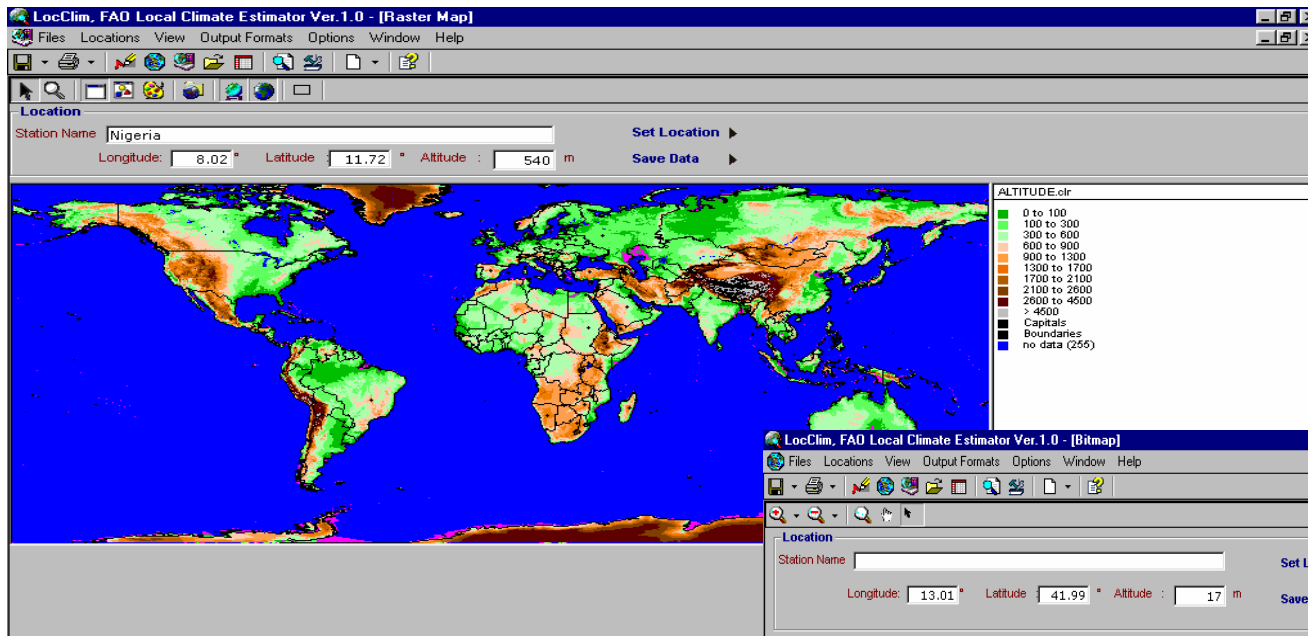 LocClim, FAO Local Climate Estimator Ver.1.0 - [Raster Map]
Files Locations View Output Formats Options Window Help
Location
Station Name Nigeria
Set Location
Longitude: 8.02 ° Latitude : 11.72 ° Altitude : 540 m
Save Data
ALTITUDE.clr
0 to 100
100 to 300
300 to 600
600 to 900
900 to 1300
1300 to 1700
1700 to 2100
2100 to 2600
2600 to 4500
> 4500
Capitals
Boundaries
no data (255)
LocClim, FAO Local Climate Estimator Ver.1.0 - [Bitmap]
Files Locations View Output Formats Options Window Help
Location
Station Name
Set L
Longitude: 13.01 ° Latitude : 41.99 ° Altitude : 17 m
Save